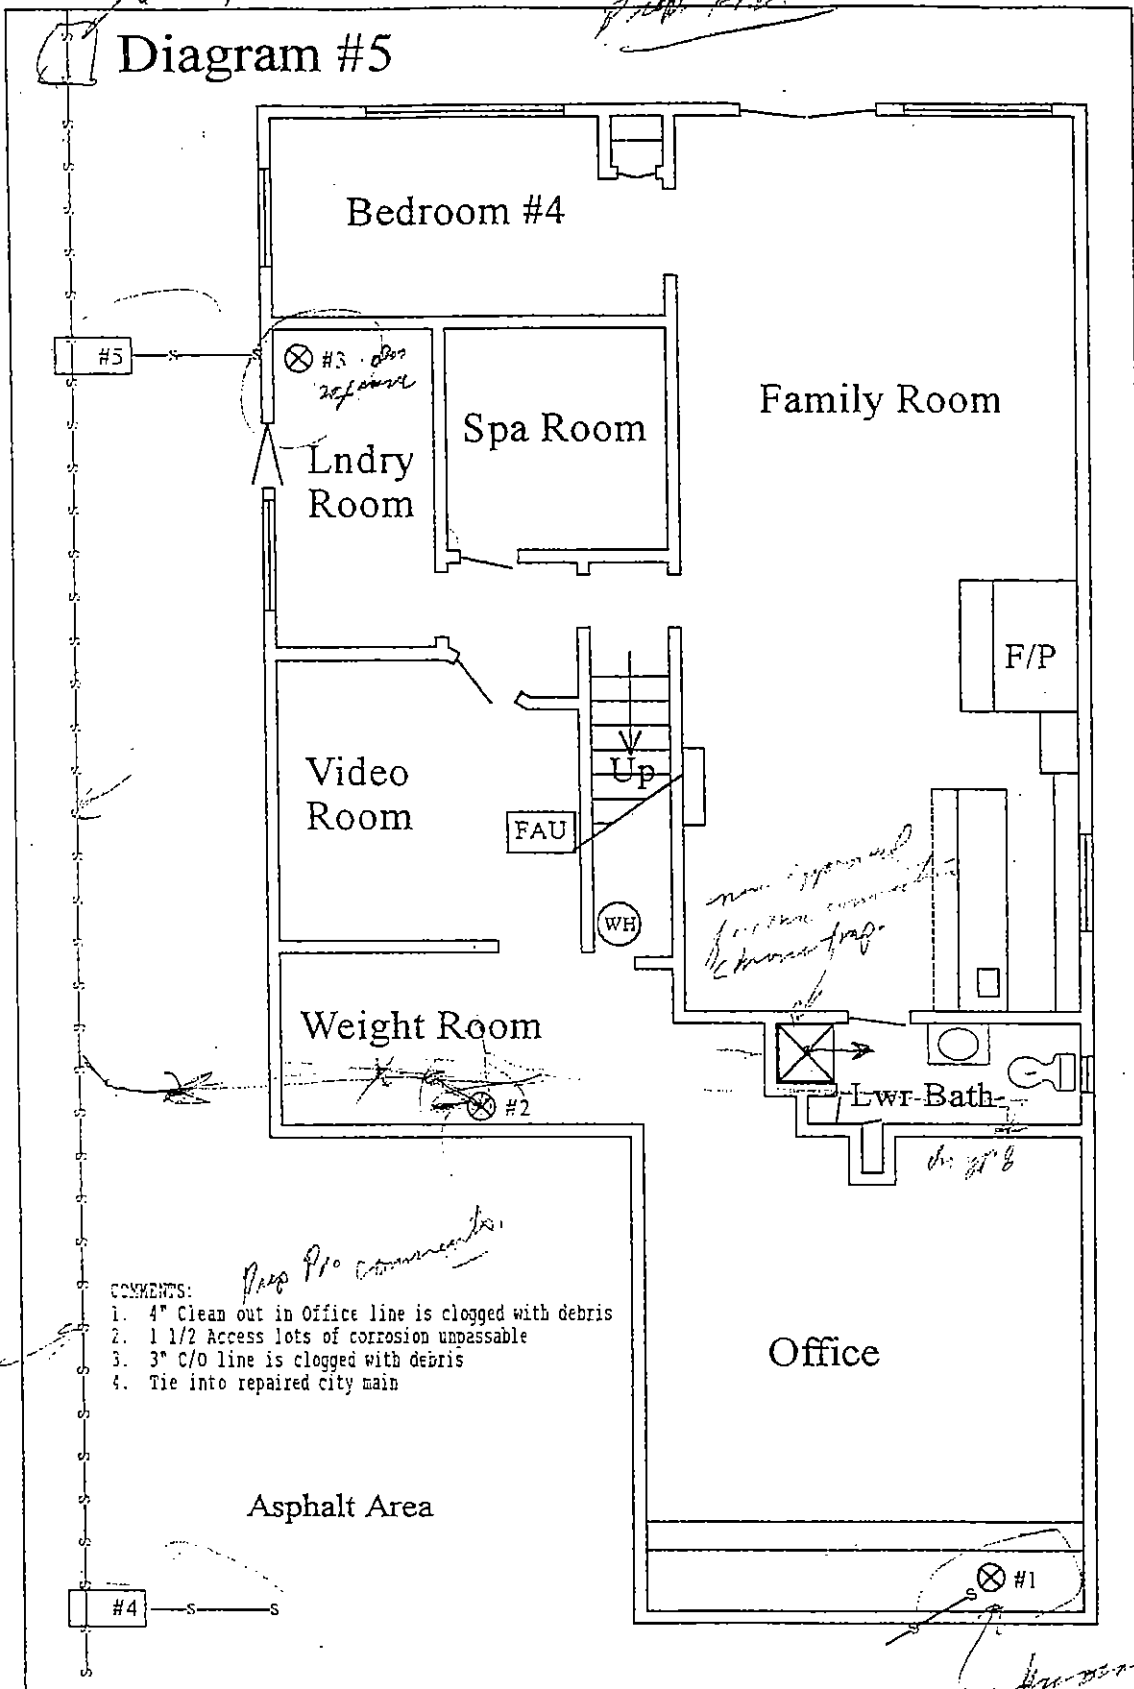 Diagram #5
Bedroom #4
#5
#3
Family Room
Spa Room
Lndry
Room
F/P
Video
Room
Up
FAU
WH
Weight Room
#2
Lwr Bath
COMMENTS:
1. 4" Clean out in Office line is clogged with debris
2. 1 1/2 Access lots of corrosion unpassable
3. 3" C/O line is clogged with debris
4. Tie into repaired city main
Office
Asphalt Area
#4
#1